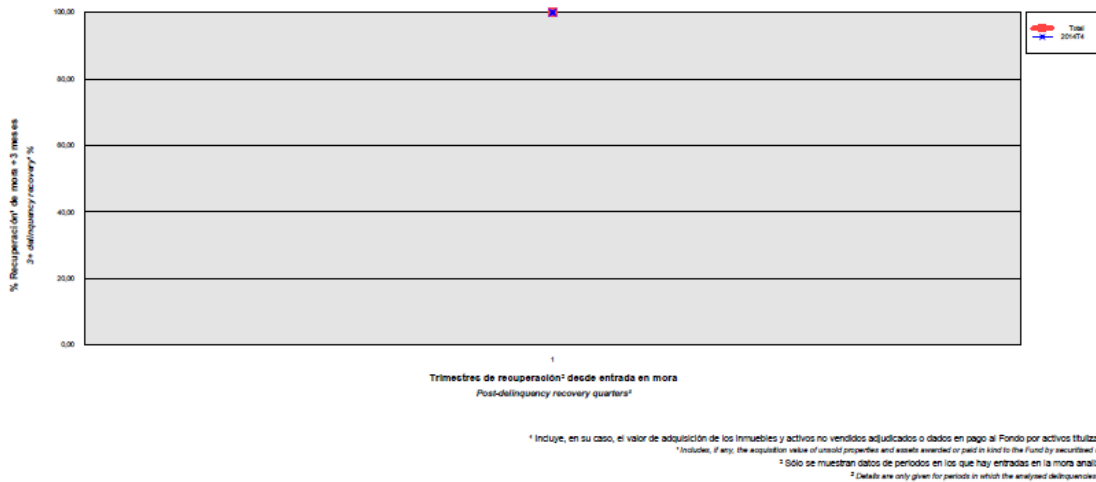 100,00
80,00
60,00
40,00
20,00
0,00
% Recuperación¹ de mora + 3 meses
3+ delinquency recovery¹ %
Total
2014T4
1
Trimestres de recuperación² desde entrada en mora
Post-delinquency recovery quarters²
¹ Incluye, en su caso, el valor de adquisición de los inmuebles y activos no vendidos adjudicados o dados en pago al Fondo por activos
¹ Includes, if any, the acquisition value of unsold properties and assets awarded or paid in kind to the Fund by securitised
² Sólo se muestran datos de periodos en los que hay entradas en la mora
² Details are only given for periods in which the analysed delinquencies